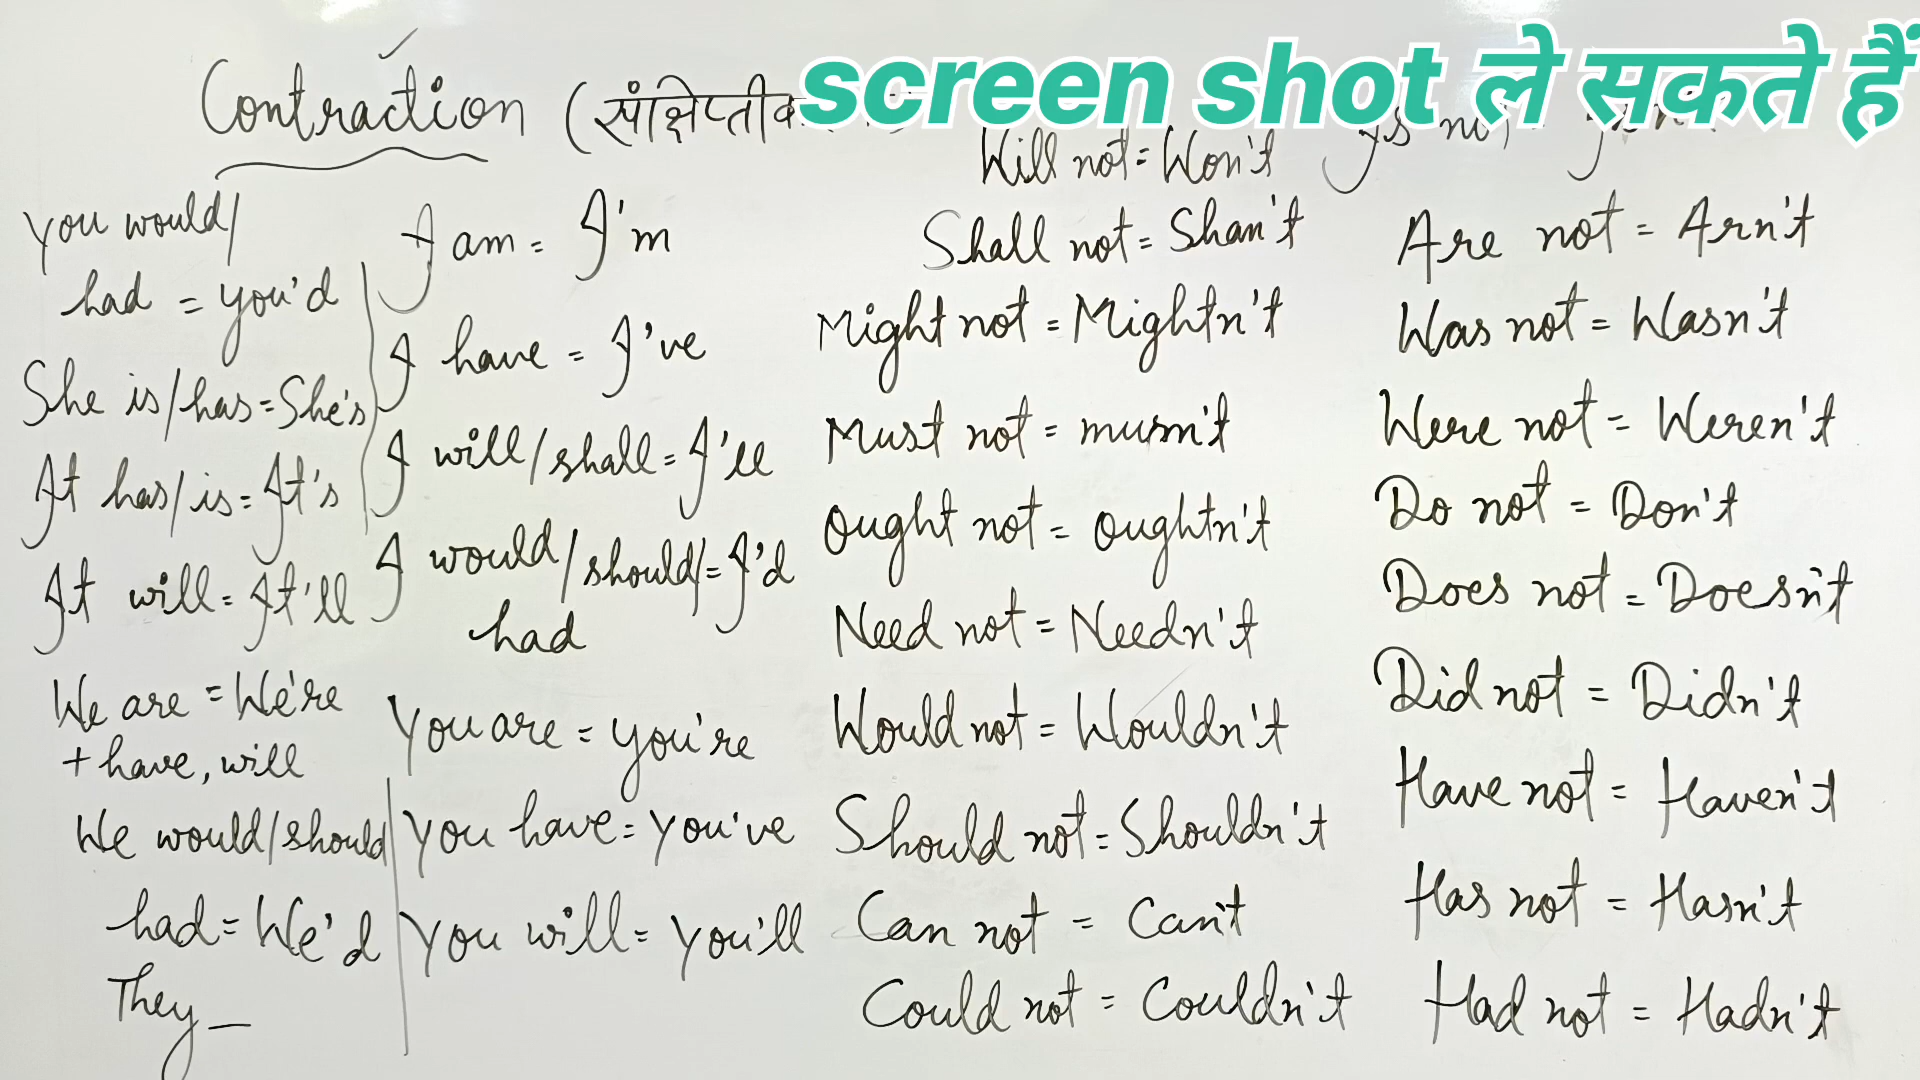 screen shot ले सकते हैं
Contraction
You would/
had = you'd
She is/has = She's
It has/is = It's
It will = It'll
We are = We're
+ have, will
We would/should
had = We'd
They _
I am = I'm
I have = I've
I will/shall = I'll
I would/should/ = I'd
had
You are = you're
You have = you've
You will = you'll
Will not = Won't
Shall not = Shan't
Might not = Mightn't
Must not = musn't
Ought not = Oughtn't
Need not = Needn't
Would not = Wouldn't
Should not = Shouldn't
Can not = Can't
Could not = Couldn't
Is not
Are not = Arn't
Was not = Wasn't
Were not = Weren't
Do not = Don't
Does not = Doesn't
Did not = Didn't
Have not = Haven't
Has not = Hasn't
Had not = Hadn't